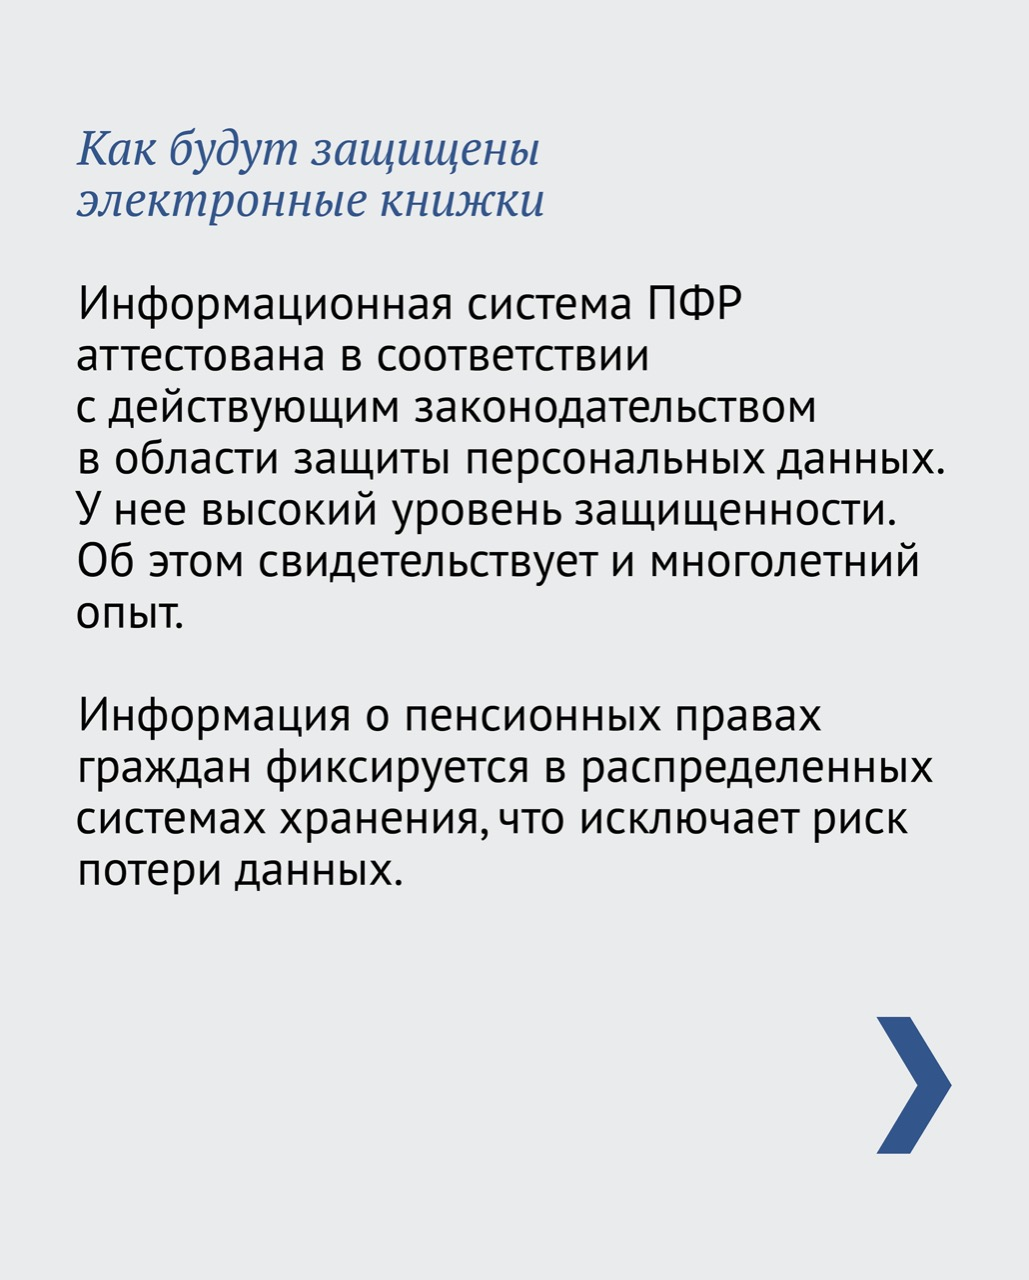 Как будут защищены
электронные книжки
Информационная система ПФР
аттестована в соответствии
с действующим законодательством
в области защиты персональных данных.
У нее высокий уровень защищенности.
Об этом свидетельствует и многолетний
опыт.
Информация о пенсионных правах
граждан фиксируется в распределенных
системах хранения, что исключает риск
потери данных.